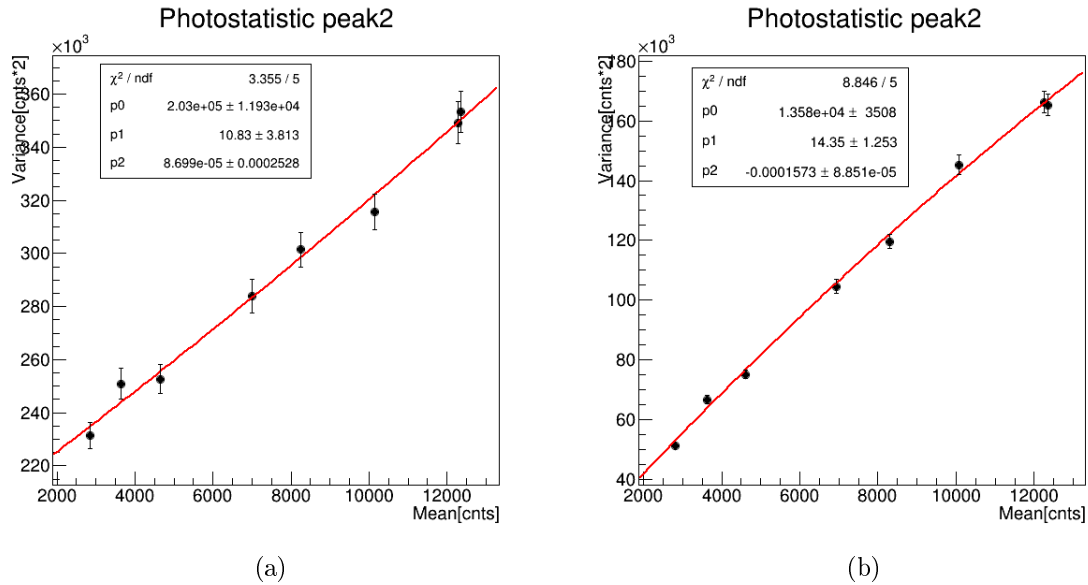 Photostatistic peak2
×10³
Variance[cnts*2]
χ² / ndf 3.355 / 5
p0 2.03e+05 ± 1.193e+04
p1 10.83 ± 3.813
p2 8.699e-05 ± 0.0002528
360
340
320
300
280
260
240
220
2000 4000 6000 8000 10000 12000
Mean[cnts]
(a)
Photostatistic peak2
×10³
Variance[cnts*2]
χ² / ndf 8.846 / 5
p0 1.358e+04 ± 3508
p1 14.35 ± 1.253
p2 -0.0001573 ± 8.851e-05
180
160
140
120
100
80
60
40
2000 4000 6000 8000 10000 12000
Mean[cnts]
(b)